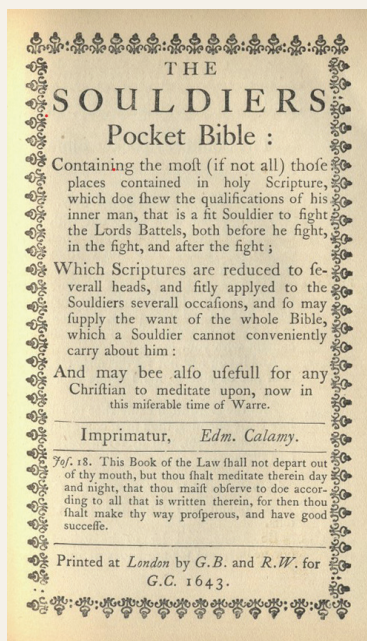 THE
SOULDIERS
Pocket Bible :
Containing the moſt (if not all) thoſe
places contained in holy Scripture,
which doe ſhew the qualifications of his
inner man, that is a fit Souldier to fight
the Lords Battels, both before he fight,
in the fight, and after the fight ;
Which Scriptures are reduced to ſe-
verall heads, and fitly applyed to the
Souldiers ſeverall occaſions, and ſo may
ſupply the want of the whole Bible,
which a Souldier cannot conveniently
carry about him :
And may bee alſo uſefull for any
Chriſtian to meditate upon, now in
this miſerable time of Warre.
Imprimatur, Edm. Calamy.
Joſ. 18. This Book of the Law ſhall not depart out
of thy mouth, but thou ſhalt meditate therein day
and night, that thou maiſt obſerve to doe accor-
ding to all that is written therein, for then thou
ſhalt make thy way proſperous, and have good
ſucceſſe.
Printed at London by G.B. and R.W. for
G.C. 1643.